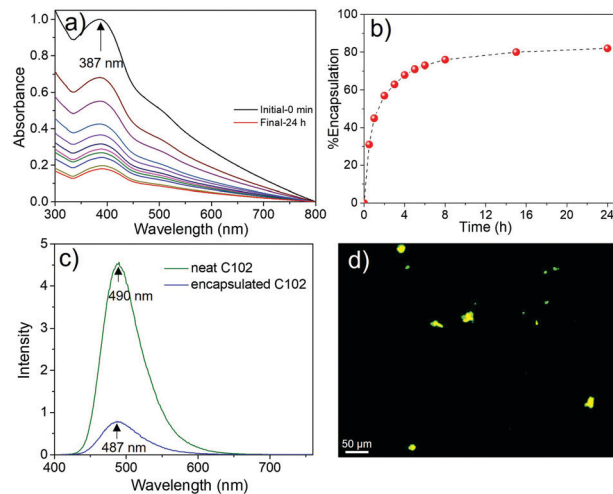 a)
387 nm
Initial-0 min
Final-24 h
Absorbance
1.0
0.8
0.6
0.4
0.2
0.0
300 400 500 600 700 800
Wavelength (nm)
b)
%Encapsulation
80
60
40
20
0
0 4 8 12 16 20 24
Time (h)
c)
neat C102
encapsulated C102
490 nm
487 nm
Intensity
5
4
3
2
1
0
400 500 600 700
Wavelength (nm)
d)
50 µm